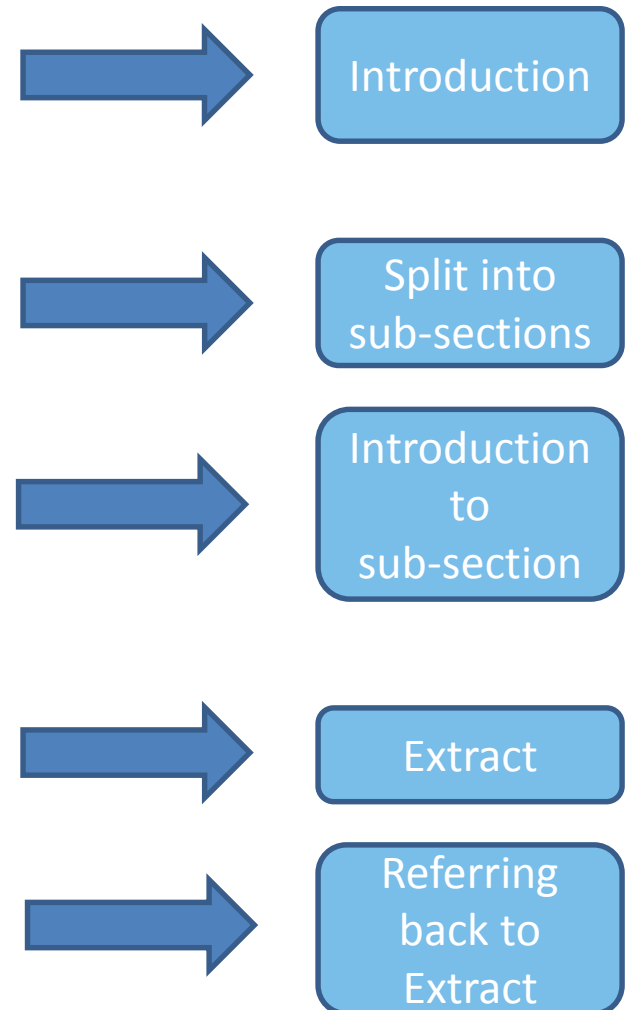 Introduction
Split into
sub-sections
Introduction
to
sub-section
Extract
Referring
back to
Extract